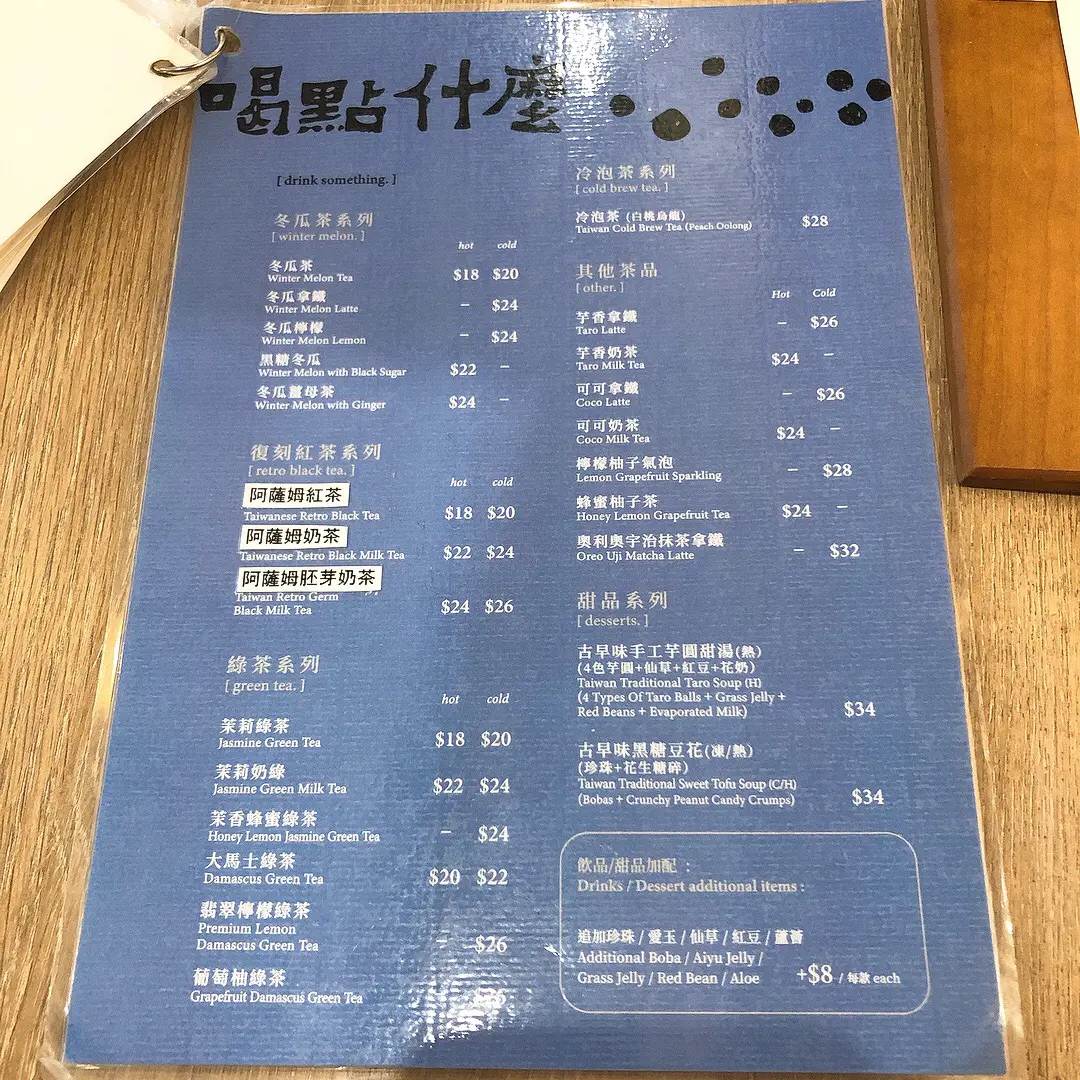 喝點什麼
[ drink something. ]
冬瓜茶系列
[ winter melon. ]
hot cold
冬瓜茶
Winter Melon Tea $18 $20
冬瓜拿鐵
Winter Melon Latte – $24
冬瓜檸檬
Winter Melon Lemon – $24
黑糖冬瓜
Winter Melon with Black Sugar $22 –
冬瓜薑母茶
Winter Melon with Ginger $24 –
復刻紅茶系列
[ retro black tea. ]
hot cold
阿薩姆紅茶
Taiwanese Retro Black Tea $18 $20
阿薩姆奶茶
Taiwanese Retro Black Milk Tea $22 $24
阿薩姆胚芽奶茶
Taiwan Retro Germ
Black Milk Tea $24 $26
綠茶系列
[ green tea. ]
hot cold
茉莉綠茶
Jasmine Green Tea $18 $20
茉莉奶綠
Jasmine Green Milk Tea $22 $24
茉香蜂蜜綠茶
Honey Lemon Jasmine Green Tea – $24
大馬士綠茶
Damascus Green Tea $20 $22
翡翠檸檬綠茶
Premium Lemon
Damascus Green Tea – $26
葡萄柚綠茶
Grapefruit Damascus Green Tea
冷泡茶系列
[ cold brew tea. ]
冷泡茶 (白桃烏龍)
Taiwan Cold Brew Tea (Peach Oolong) $28
其他茶品
[ other. ]
Hot Cold
芋香拿鐵
Taro Latte – $26
芋香奶茶
Taro Milk Tea $24 –
可可拿鐵
Coco Latte – $26
可可奶茶
Coco Milk Tea $24 –
檸檬柚子氣泡
Lemon Grapefruit Sparkling – $28
蜂蜜柚子茶
Honey Lemon Grapefruit Tea $24 –
奧利奧宇治抹茶拿鐵
Oreo Uji Matcha Latte – $32
甜品系列
[ desserts. ]
古早味手工芋圓甜湯(熱)
(4色芋圓+仙草+紅豆+花奶)
Taiwan Traditional Taro Soup (H)
(4 Types Of Taro Balls + Grass Jelly +
Red Beans + Evaporated Milk) $34
古早味黑糖豆花(凍/熱)
(珍珠+花生糖碎)
Taiwan Traditional Sweet Tofu Soup (C/H)
(Bobas + Crunchy Peanut Candy Crumps) $34
飲品/甜品加配 :
Drinks / Dessert additional items :
追加珍珠 / 愛玉 / 仙草 / 紅豆 / 蘆薈
Additional Boba / Aiyu Jelly /
Grass Jelly / Red Bean / Aloe +$8 / 每款 each